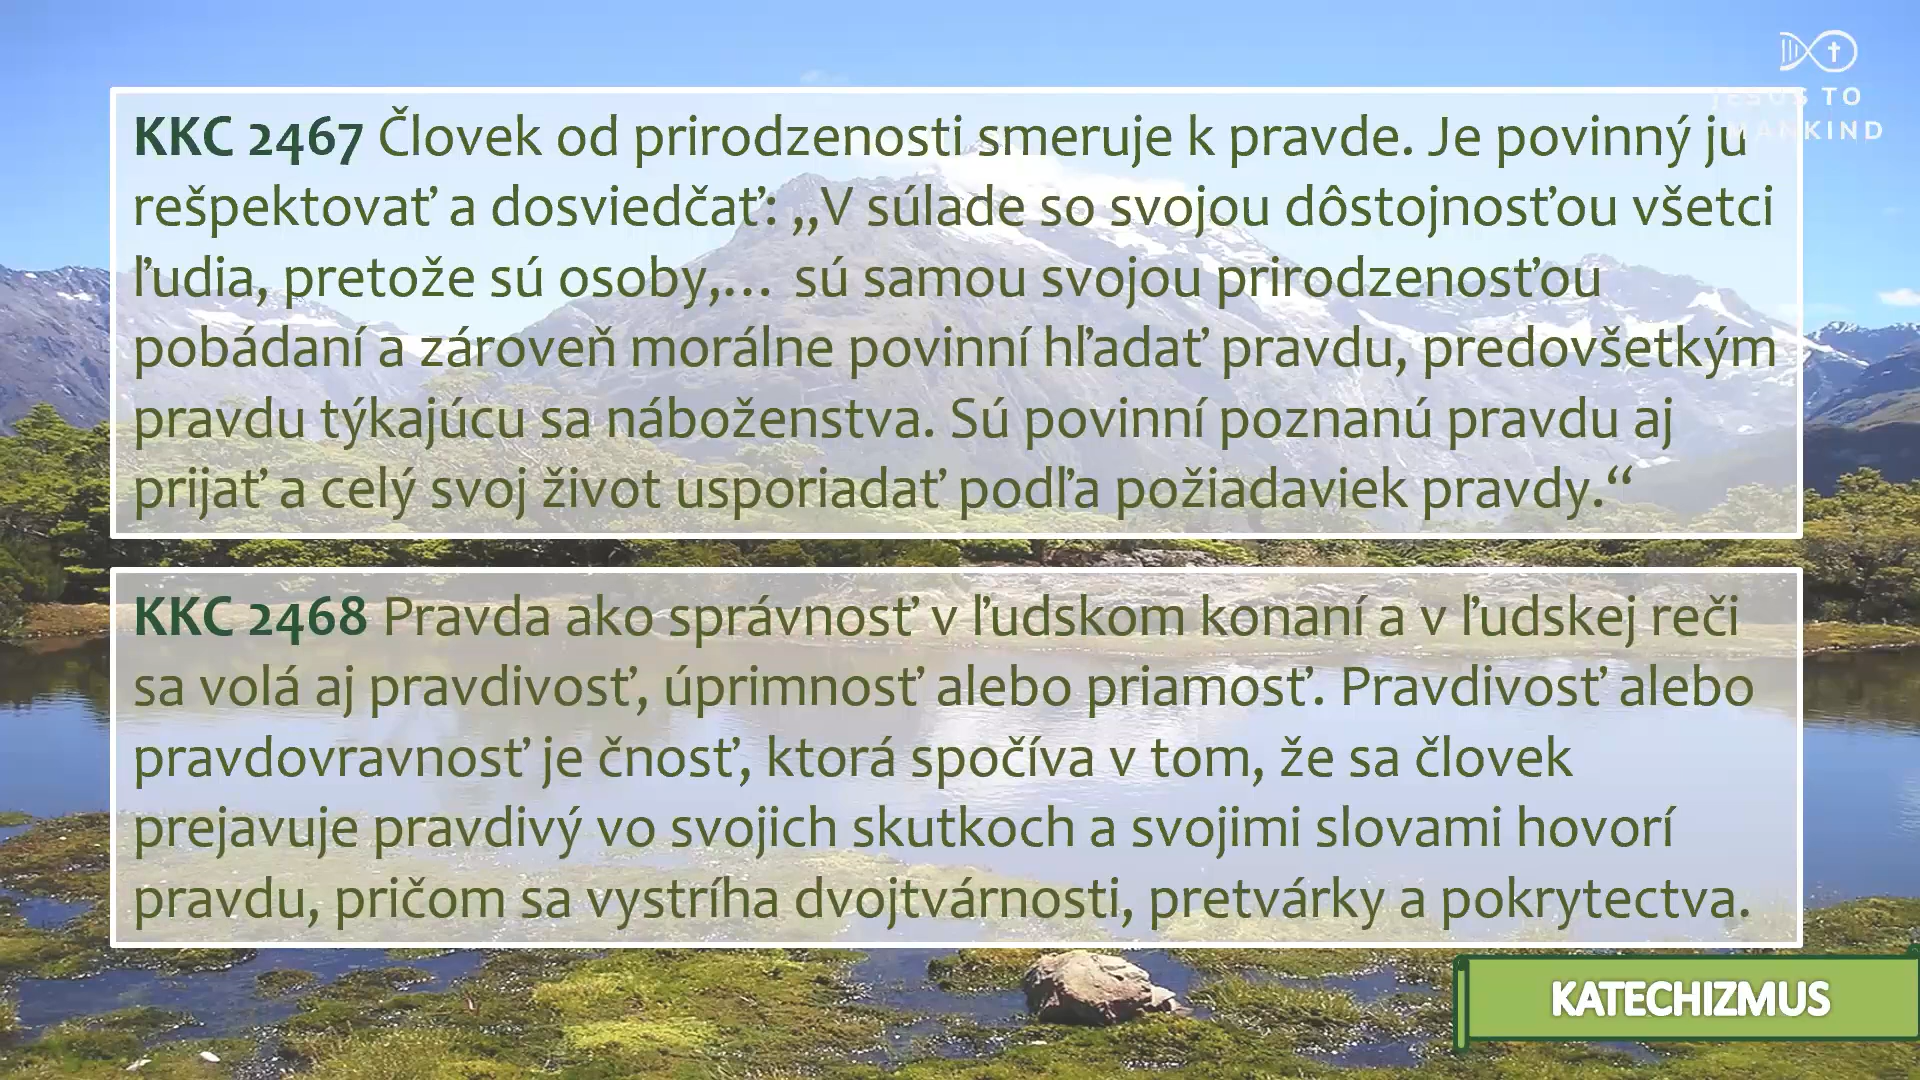 JESUS TO
MANKIND
KKC 2467 Človek od prirodzenosti smeruje k pravde. Je povinný ju
rešpektovať a dosviedčať: „V súlade so svojou dôstojnosťou všetci
ľudia, pretože sú osoby,… sú samou svojou prirodzenosťou
pobádaní a zároveň morálne povinní hľadať pravdu, predovšetkým
pravdu týkajúcu sa náboženstva. Sú povinní poznanú pravdu aj
prijať a celý svoj život usporiadať podľa požiadaviek pravdy.“
KKC 2468 Pravda ako správnosť v ľudskom konaní a v ľudskej reči
sa volá aj pravdivosť, úprimnosť alebo priamosť. Pravdivosť alebo
pravdovravnosť je čnosť, ktorá spočíva v tom, že sa človek
prejavuje pravdivý vo svojich skutkoch a svojimi slovami hovorí
pravdu, pričom sa vystríha dvojtvárnosti, pretvárky a pokrytectva.
KATECHIZMUS